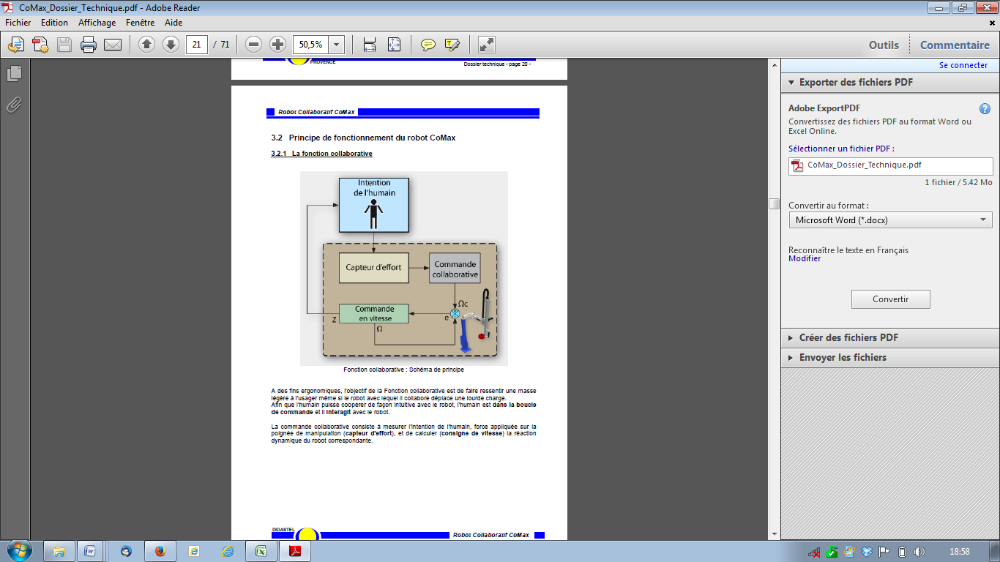 CoMax_Dossier_Technique.pdf - Adobe Reader
Fichier Edition Affichage Fenêtre Aide
21 / 71 50,5% Outils Commentaire
PROVENCE Dossier technique - page 20 -
Robot Collaboratif CoMax
3.2 Principe de fonctionnement du robot CoMax
3.2.1 La fonction collaborative
Intention
de l'humain
Capteur d'effort
Commande
collaborative
Ωc
Commande
en vitesse
e
Z
Ω
Fonction collaborative : Schéma de principe
A des fins ergonomiques, l'objectif de la Fonction collaborative est de faire ressentir une masse
légère à l'usager même si le robot avec lequel il collabore déplace une lourde charge.
Afin que l'humain puisse coopérer de façon intuitive avec le robot, l'humain est dans la boucle
de commande et il interagit avec le robot.
La commande collaborative consiste à mesurer l'intention de l'humain, force appliquée sur la
poignée de manipulation (capteur d'effort), et de calculer (consigne de vitesse) la réaction
dynamique du robot correspondante.
DIDASTEL
Robot Collaboratif CoMax
Se connecter
Exporter des fichiers PDF
Adobe ExportPDF
Convertissez des fichiers PDF au format Word ou
Excel Online.
Sélectionner un fichier PDF :
CoMax_Dossier_Technique.pdf
1 fichier / 5.42 Mo
Convertir au format :
Microsoft Word (*.docx)
Reconnaître le texte en Français
Modifier
Convertir
Créer des fichiers PDF
Envoyer les fichiers
18:58